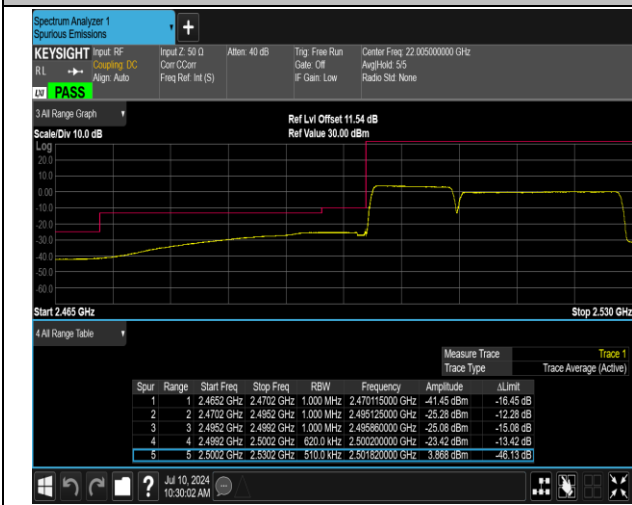 Spectrum Analyzer 1
Spurious Emissions
KEYSIGHT Input: RF Input Z: 50 Ω Atten: 40 dB Trig: Free Run Center Freq: 22.005000000 GHz
R L Coupling: DC Corr CCorr Gate: Off Avg|Hold: 5/5
Align: Auto Freq Ref: Int (S) IF Gain: Low Radio Std: None
LXI PASS
3 All Range Graph
Ref Lvl Offset 11.54 dB
Scale/Div 10.0 dB Ref Value 30.00 dBm
Log
20.0
10.0
0.00
-10.0
-20.0
-30.0
-40.0
-50.0
-60.0
Start 2.465 GHz Stop 2.530 GHz
4 All Range Table
Measure Trace Trace 1
Trace Type Trace Average (Active)
Spur Range Start Freq Stop Freq RBW Frequency Amplitude ΔLimit
1 1 2.4652 GHz 2.4702 GHz 1.000 MHz 2.470115000 GHz -41.45 dBm -16.45 dB
2 2 2.4702 GHz 2.4952 GHz 1.000 MHz 2.495125000 GHz -25.28 dBm -12.28 dB
3 3 2.4952 GHz 2.4992 GHz 1.000 MHz 2.495860000 GHz -25.08 dBm -15.08 dB
4 4 2.4992 GHz 2.5002 GHz 620.0 kHz 2.500200000 GHz -23.42 dBm -13.42 dB
5 5 2.5002 GHz 2.5302 GHz 510.0 kHz 2.501820000 GHz 3.868 dBm -46.13 dB
? Jul 10, 2024
10:30:02 AM